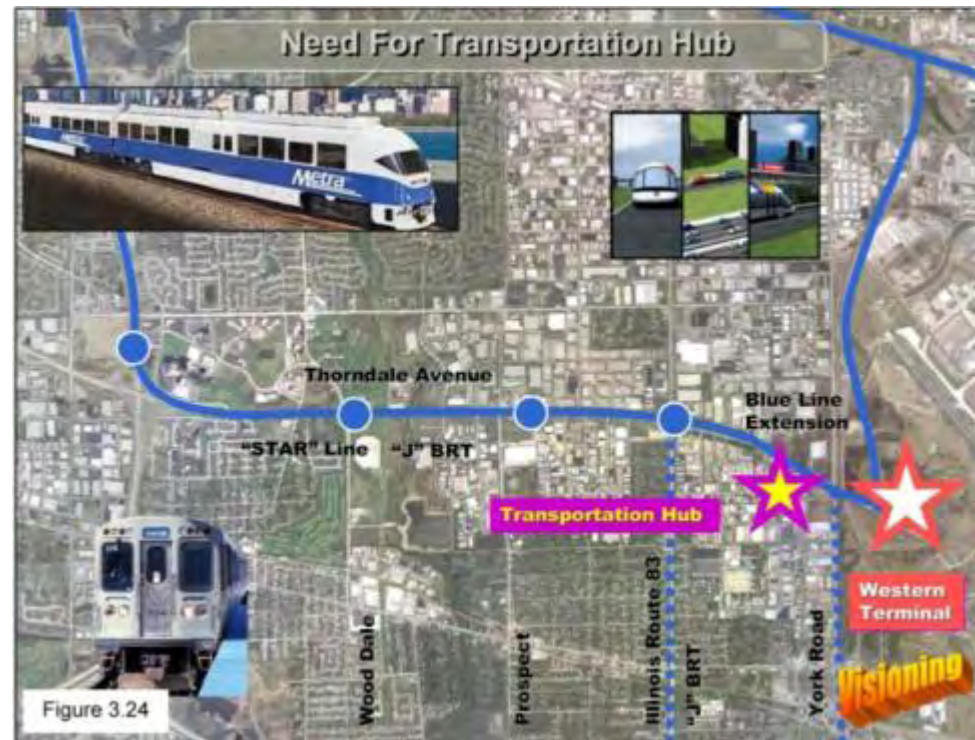 Need For Transportation Hub
Metra
Thorndale Avenue
Blue Line
Extension
"STAR" Line
"J" BRT
Transportation Hub
Western
Terminal
Wood Dale
Prospect
Illinois Route 83
"J" BRT
York Road
Visioning
Figure 3.24